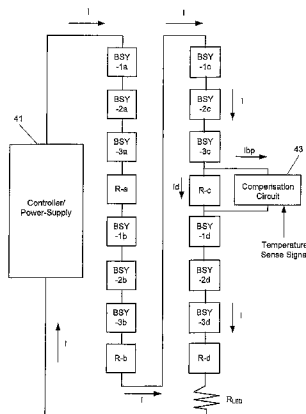 I
I
BSY
-1a
BSY
-2a
BSY
-3a
R-a
BSY
-1b
BSY
-2b
BSY
-3b
R-b
I
41
Controller/
Power-Supply
I
BSY
-1c
BSY
-2c
I
BSY
-3c
Ibp
43
Id
R-c
Compensation
Circuit
BSY
-1d
Temperature
Sense Signal
BSY
-2d
BSY
-3d
I
R-d
RLED